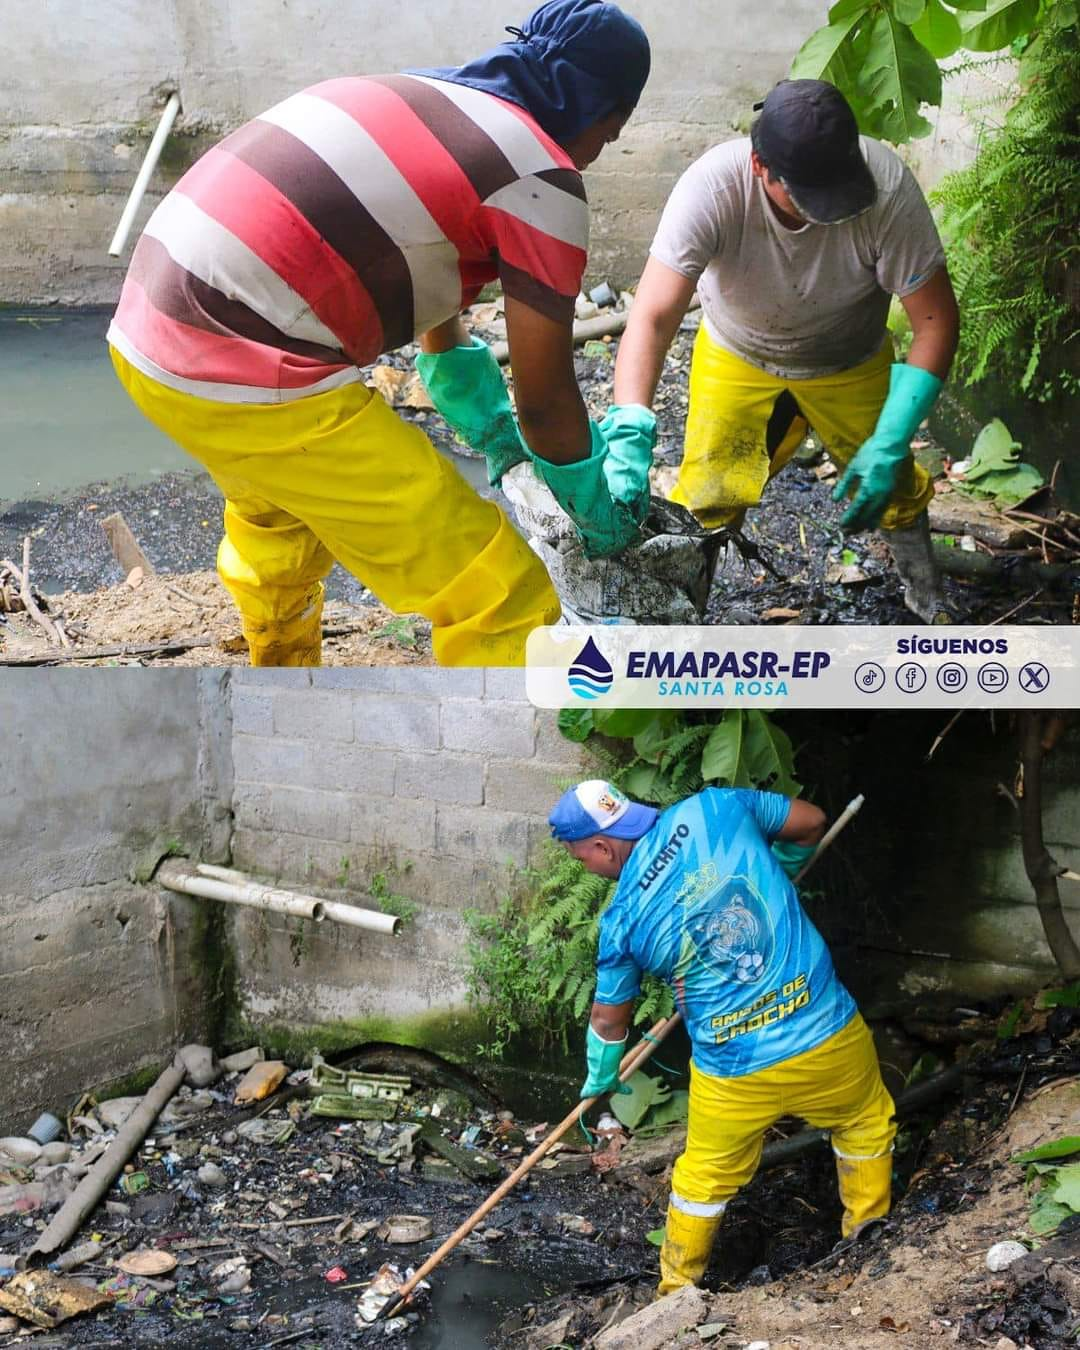 EMAPASR-EP
SANTA ROSA
SÍGUENOS
LUCHITO
AMIGOS DE
CHOCHO